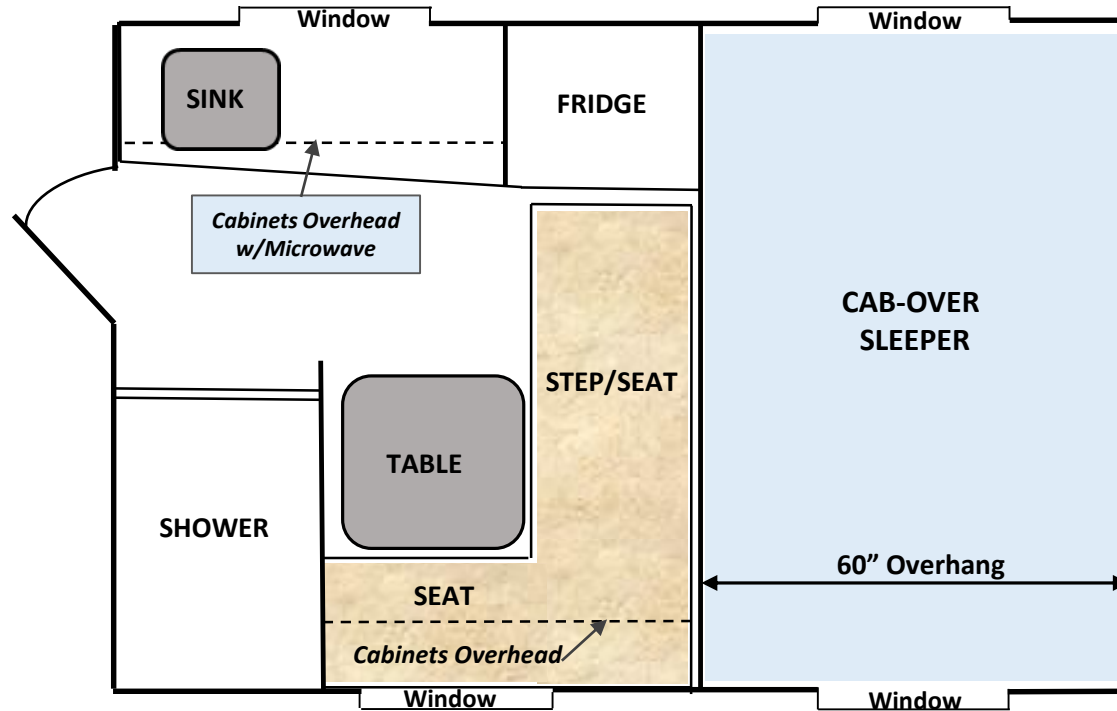 Window
Window
SINK
FRIDGE
Cabinets Overhead
w/Microwave
CAB-OVER
SLEEPER
STEP/SEAT
TABLE
SHOWER
60” Overhang
SEAT
Cabinets Overhead
Window
Window